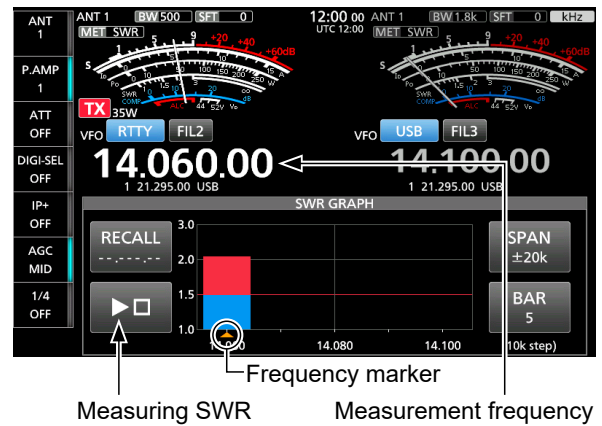 ANT 1
P.AMP 1
ATT OFF
DIGI-SEL OFF
IP+ OFF
AGC MID
1/4 OFF
ANT 1 BW 500 SFT 0 12:00 00 ANT 1 BW 1.8k SFT 0 kHz
MET SWR UTC 12:00 MET SWR
S 1 5 9 +20 +40 +60dB
TX 35W
VFO RTTY FIL2
14.060.00
1 21.295.00 USB
VFO USB FIL3
14.100.00
1 21.295.00 USB
SWR GRAPH
RECALL
--.---.--
3.0
2.0
1.5
1.0
14.080
14.100
SPAN
±20k
BAR
5
10k step)
Frequency marker
Measuring SWR
Measurement frequency